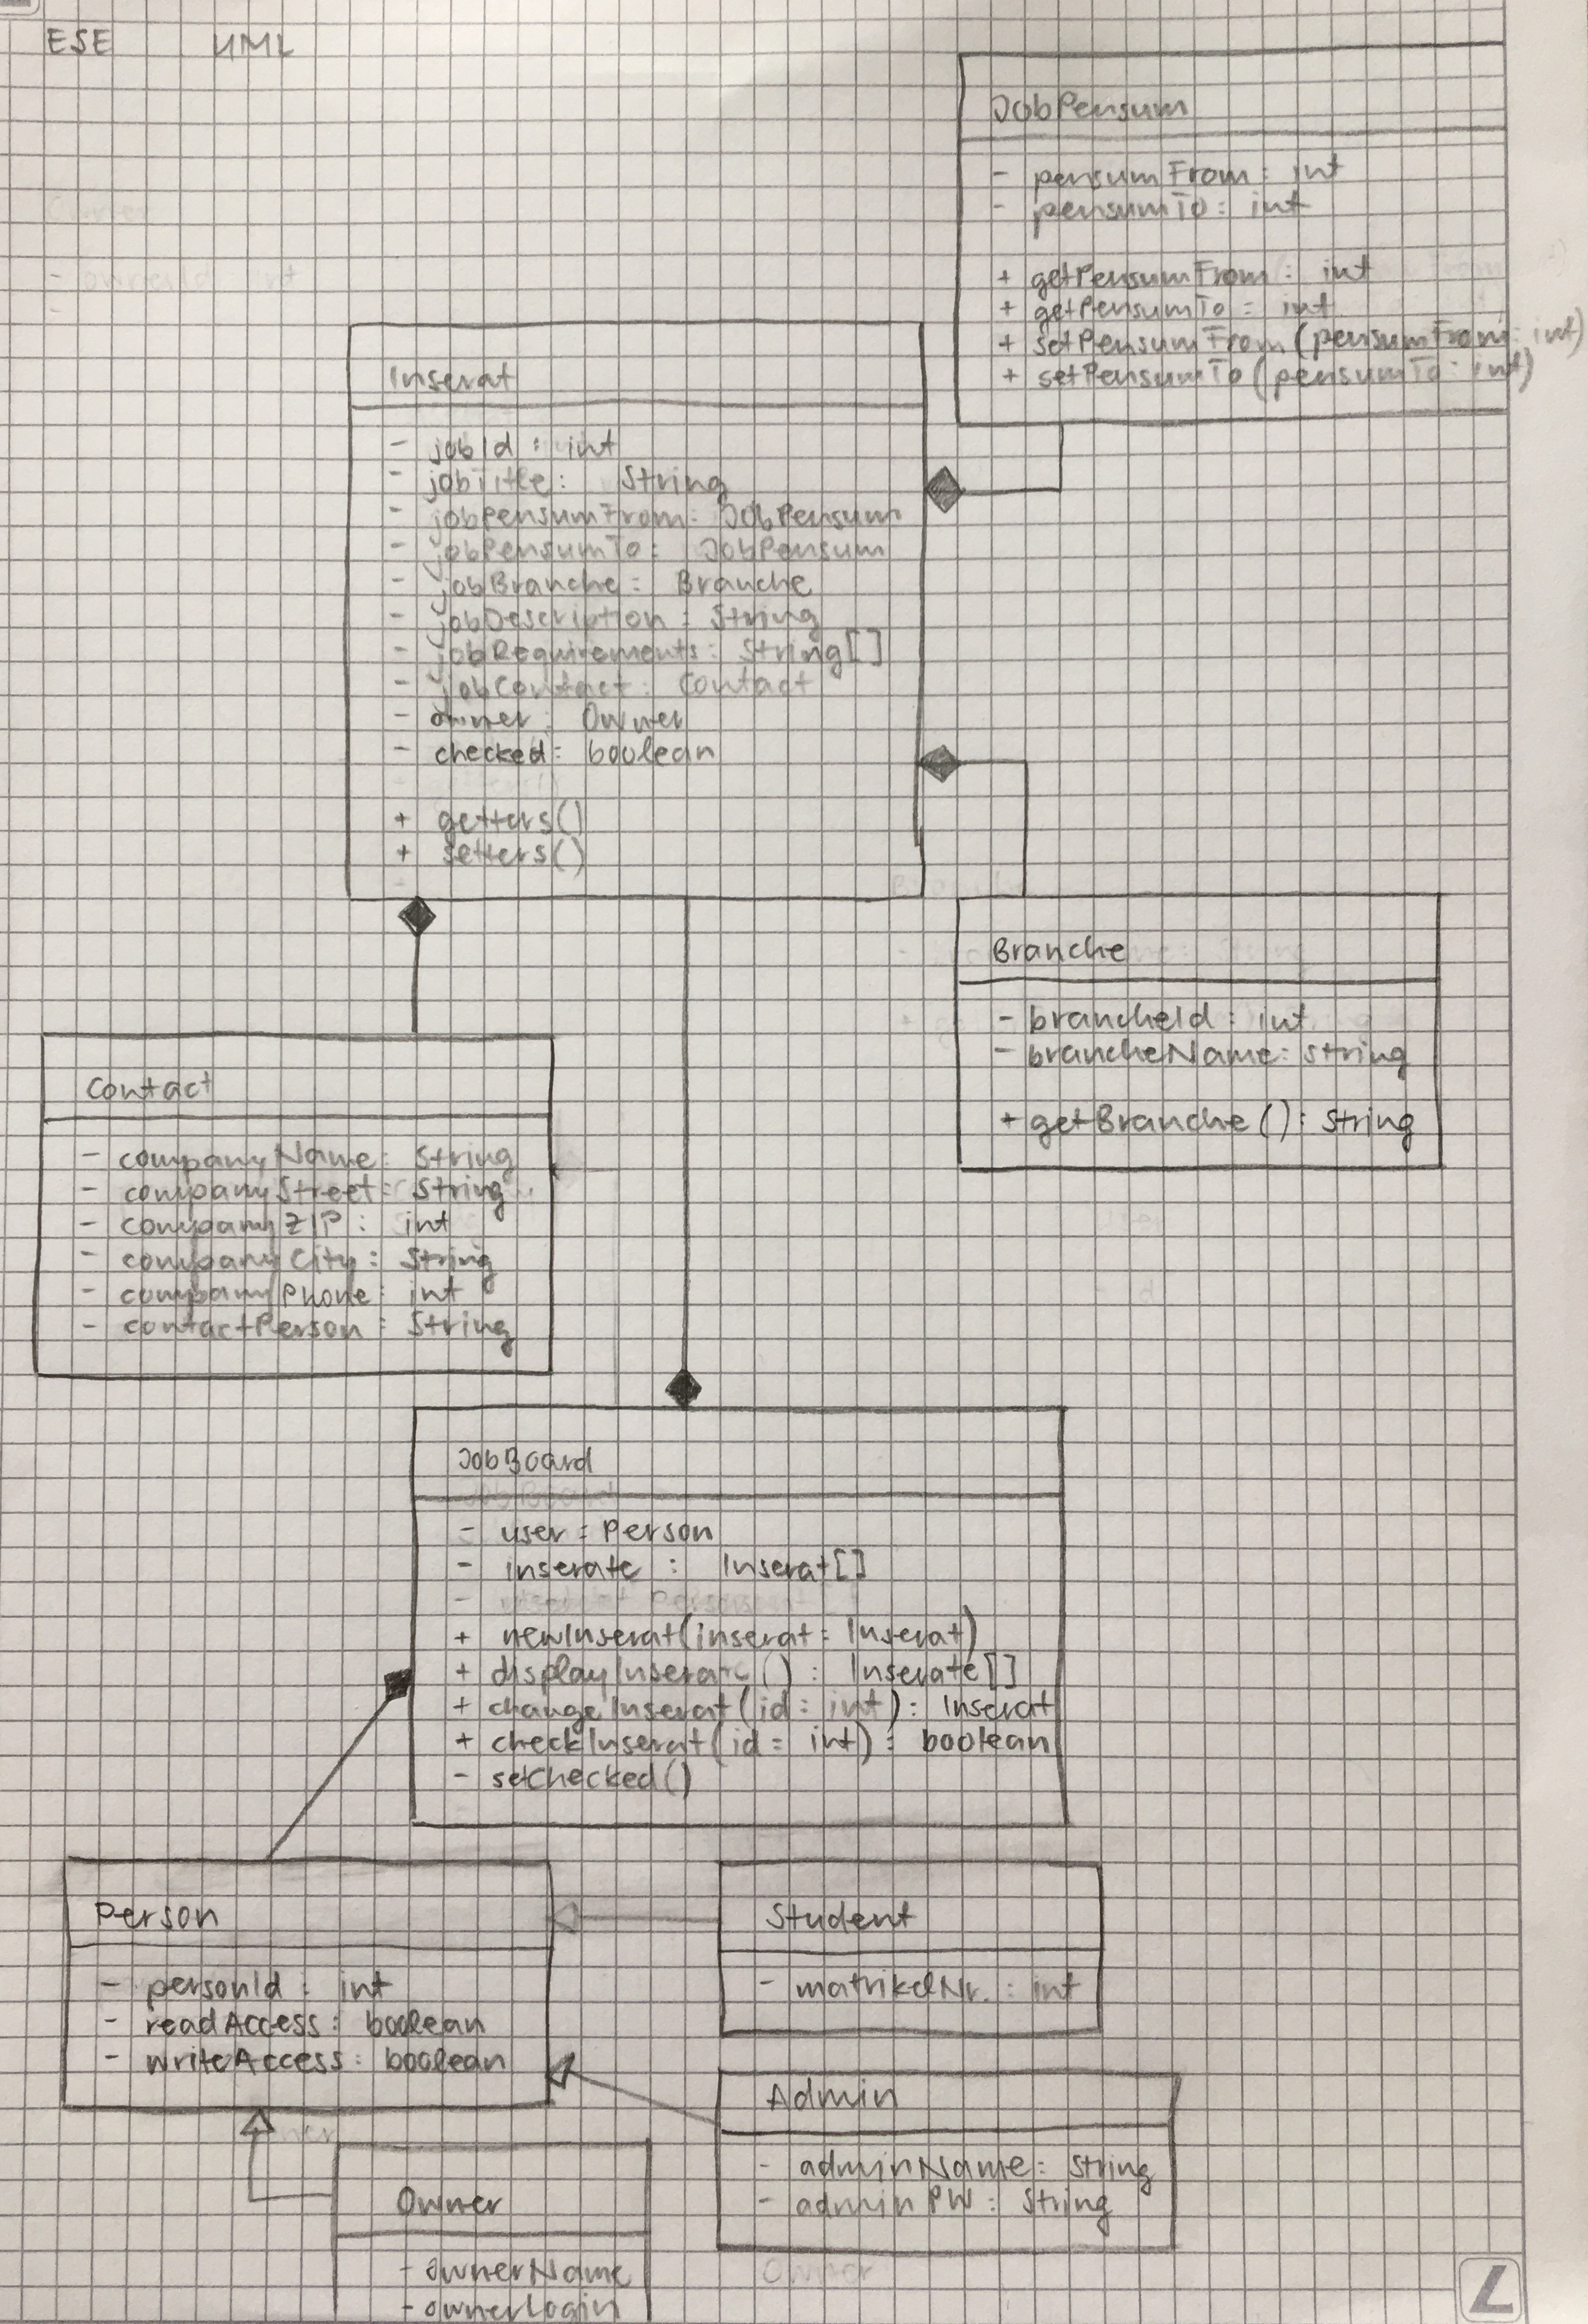 ESE UML
JobPensum
- pensumFrom: int
- pensumTo: int
+ getPensumFrom: int
+ getPensumTo: int
+ setPensumFrom(pensumFrom: int)
+ setPensumTo(pensumTo: int)
Inserat
- jobId: int
- jobTitle: String
- jobPensumFrom: JobPensum
- jobPensumTo: JobPensum
- jobBranche: Branche
- jobDescription: String
- jobRequirements: String[]
- jobContact: Contact
- owner: Owner
- checked: boolean
+ getters()
+ setters()
Branche
- brancheId: int
- brancheName: String
+ getBranche(): String
Contact
- companyName: String
- companyStreet: String
- companyZIP: int
- companyCity: String
- companyPhone: int
- contactPerson: String
JobBoard
- user: Person
- inserate: Inserat[]
+ newInserat(inserat: Inserat)
+ displayInserate(): Inserate[]
+ changeInserat(id: int): Inserat
+ checkInserat(id: int): boolean
- setChecked()
Person
- personId: int
- readAccess: boolean
- writeAccess: boolean
Student
- matrikelNr.: int
Admin
- adminName: String
- adminPW: String
Owner
- ownerName
- ownerLogin
L